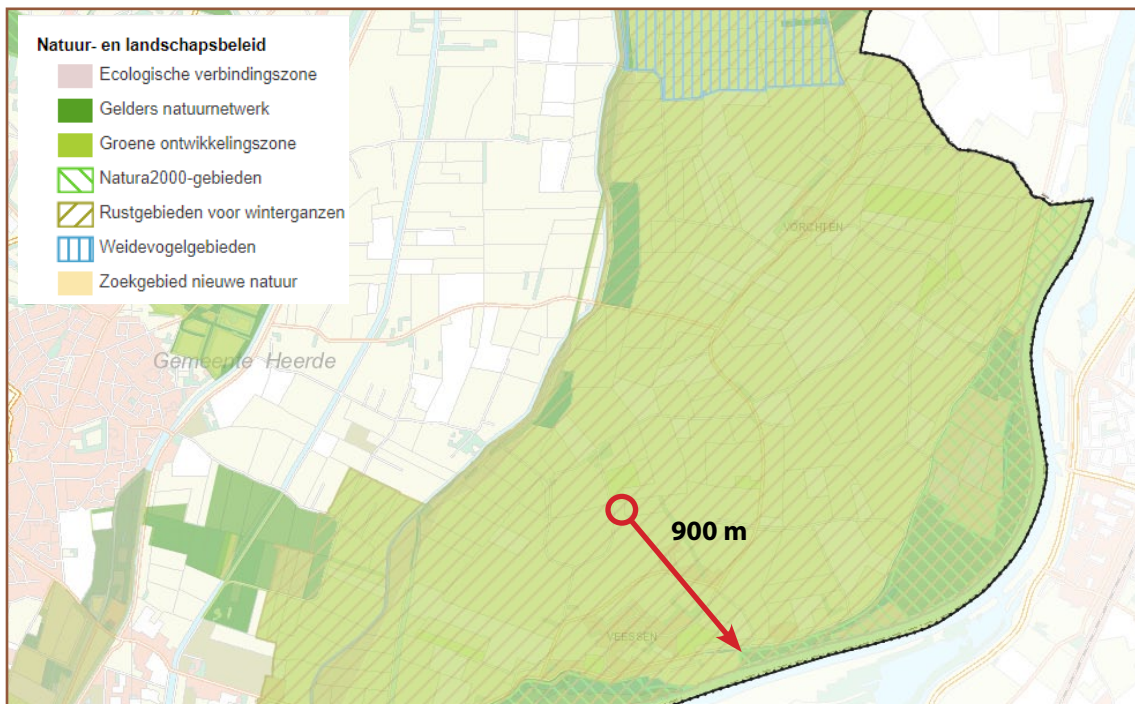 Natuur- en landschapsbeleid
Ecologische verbindingszone
Gelders natuurnetwerk
Groene ontwikkelingszone
Natura2000-gebieden
Rustgebieden voor winterganzen
Weidevogelgebieden
Zoekgebied nieuwe natuur
VORCHTEN
Gemeente Heerde
900 m
VEESSEN